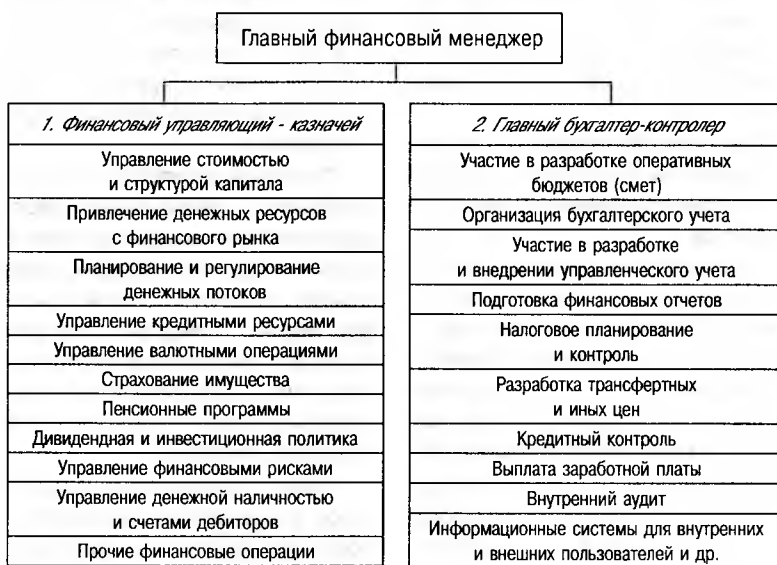 Главный финансовый менеджер
1. Финансовый управляющий - казначей
Управление стоимостью
и структурой капитала
Привлечение денежных ресурсов
с финансового рынка
Планирование и регулирование
денежных потоков
Управление кредитными ресурсами
Управление валютными операциями
Страхование имущества
Пенсионные программы
Дивидендная и инвестиционная политика
Управление финансовыми рисками
Управление денежной наличностью
и счетами дебиторов
Прочие финансовые операции
2. Главный бухгалтер-контролер
Участие в разработке оперативных
бюджетов (смет)
Организация бухгалтерского учета
Участие в разработке
и внедрении управленческого учета
Подготовка финансовых отчетов
Налоговое планирование
и контроль
Разработка трансфертных
и иных цен
Кредитный контроль
Выплата заработной платы
Внутренний аудит
Информационные системы для внутренних
и внешних пользователей и др.